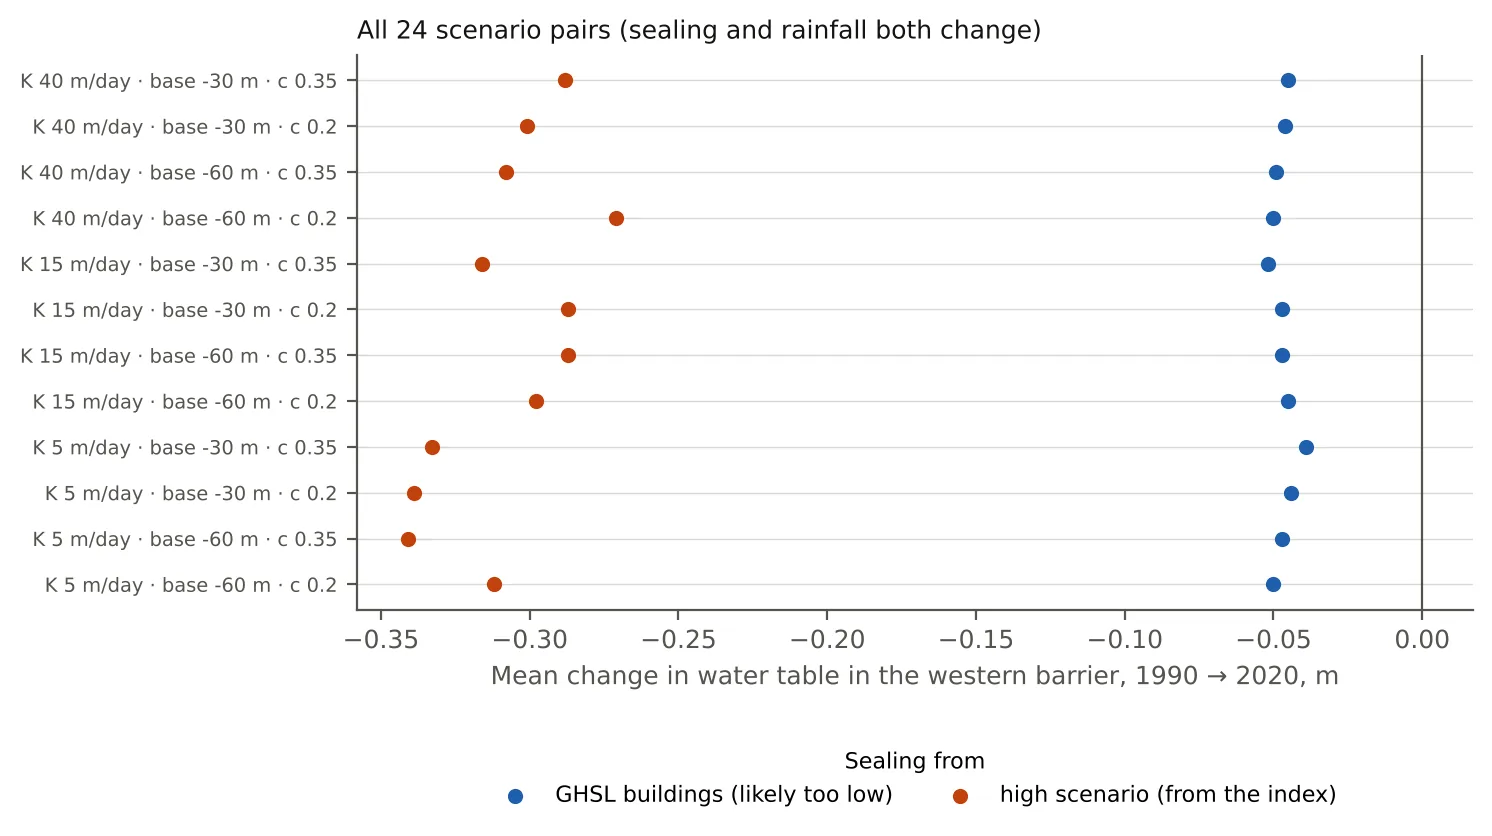 All 24 scenario pairs (sealing and rainfall both change)
K 40 m/day · base -30 m · c 0.35
K 40 m/day · base -30 m · c 0.2
K 40 m/day · base -60 m · c 0.35
K 40 m/day · base -60 m · c 0.2
K 15 m/day · base -30 m · c 0.35
K 15 m/day · base -30 m · c 0.2
K 15 m/day · base -60 m · c 0.35
K 15 m/day · base -60 m · c 0.2
K 5 m/day · base -30 m · c 0.35
K 5 m/day · base -30 m · c 0.2
K 5 m/day · base -60 m · c 0.35
K 5 m/day · base -60 m · c 0.2
−0.35 −0.30 −0.25 −0.20 −0.15 −0.10 −0.05 0.00
Mean change in water table in the western barrier, 1990 → 2020, m
Sealing from
GHSL buildings (likely too low) high scenario (from the index)